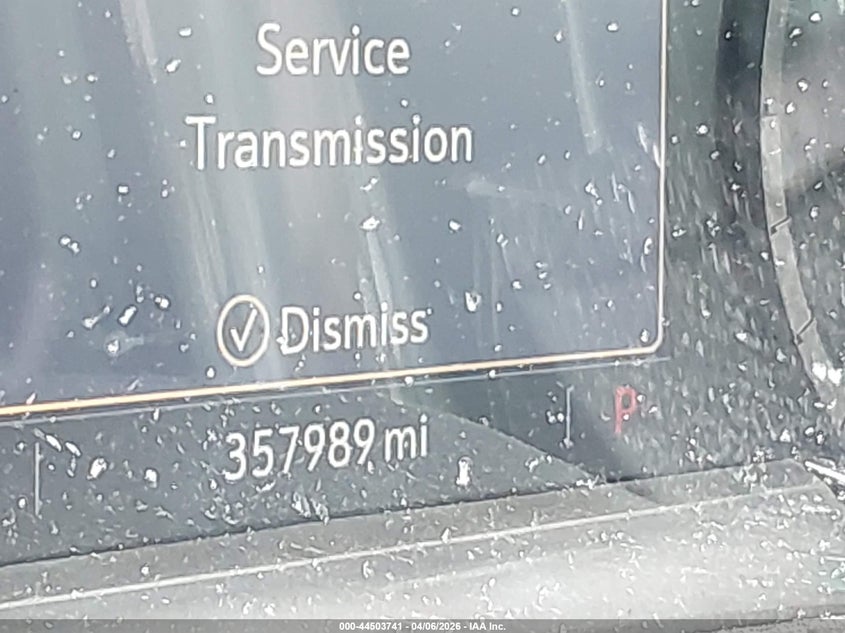 Service
Transmission
Dismiss
357989 mi
P
000-44503741 - 04/06/2026 - IAA Inc.